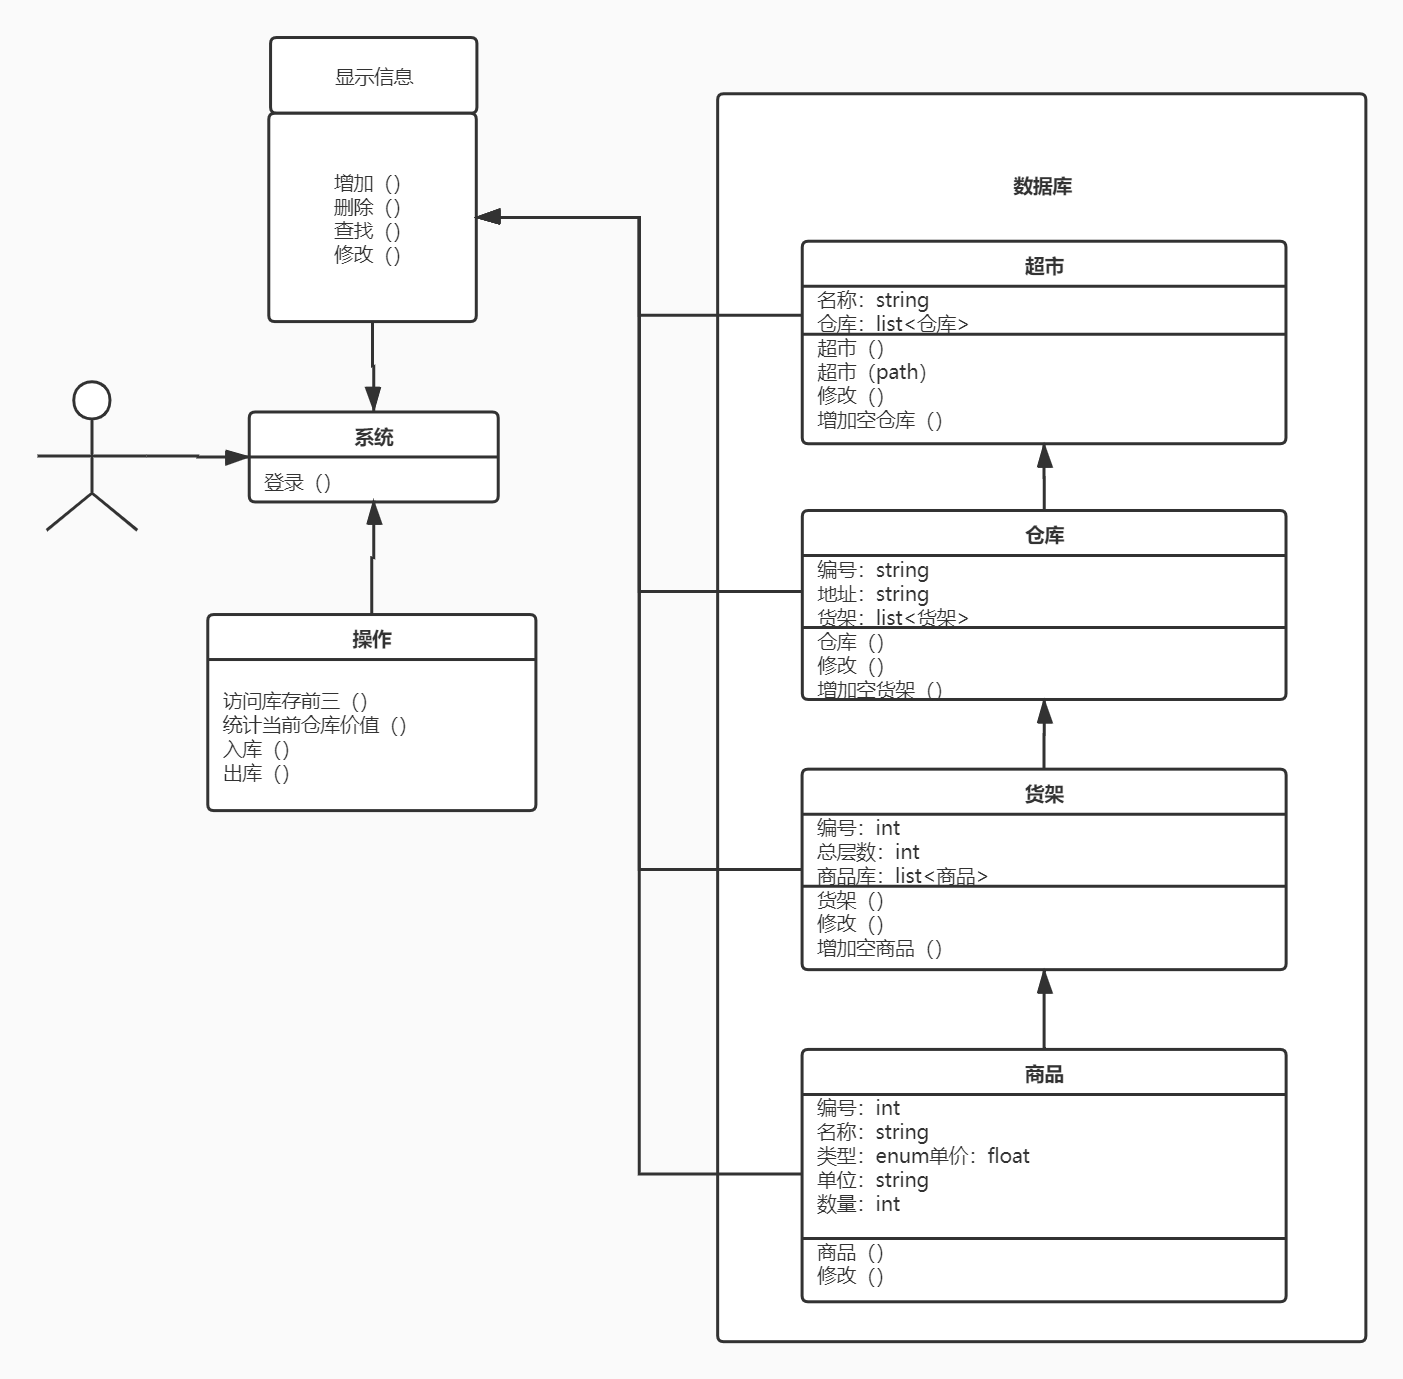 显示信息
增加（）
删除（）
查找（）
修改（）
系统
登录（）
操作
访问库存前三（）
统计当前仓库价值（）
入库（）
出库（）
数据库
超市
名称：string
仓库：list<仓库>
超市（）
超市（path）
修改（）
增加空仓库（）
仓库
编号：string
地址：string
货架：list<货架>
仓库（）
修改（）
增加空货架（）
货架
编号：int
总层数：int
商品库：list<商品>
货架（）
修改（）
增加空商品（）
商品
编号：int
名称：string
类型：enum单价：float
单位：string
数量：int
商品（）
修改（）